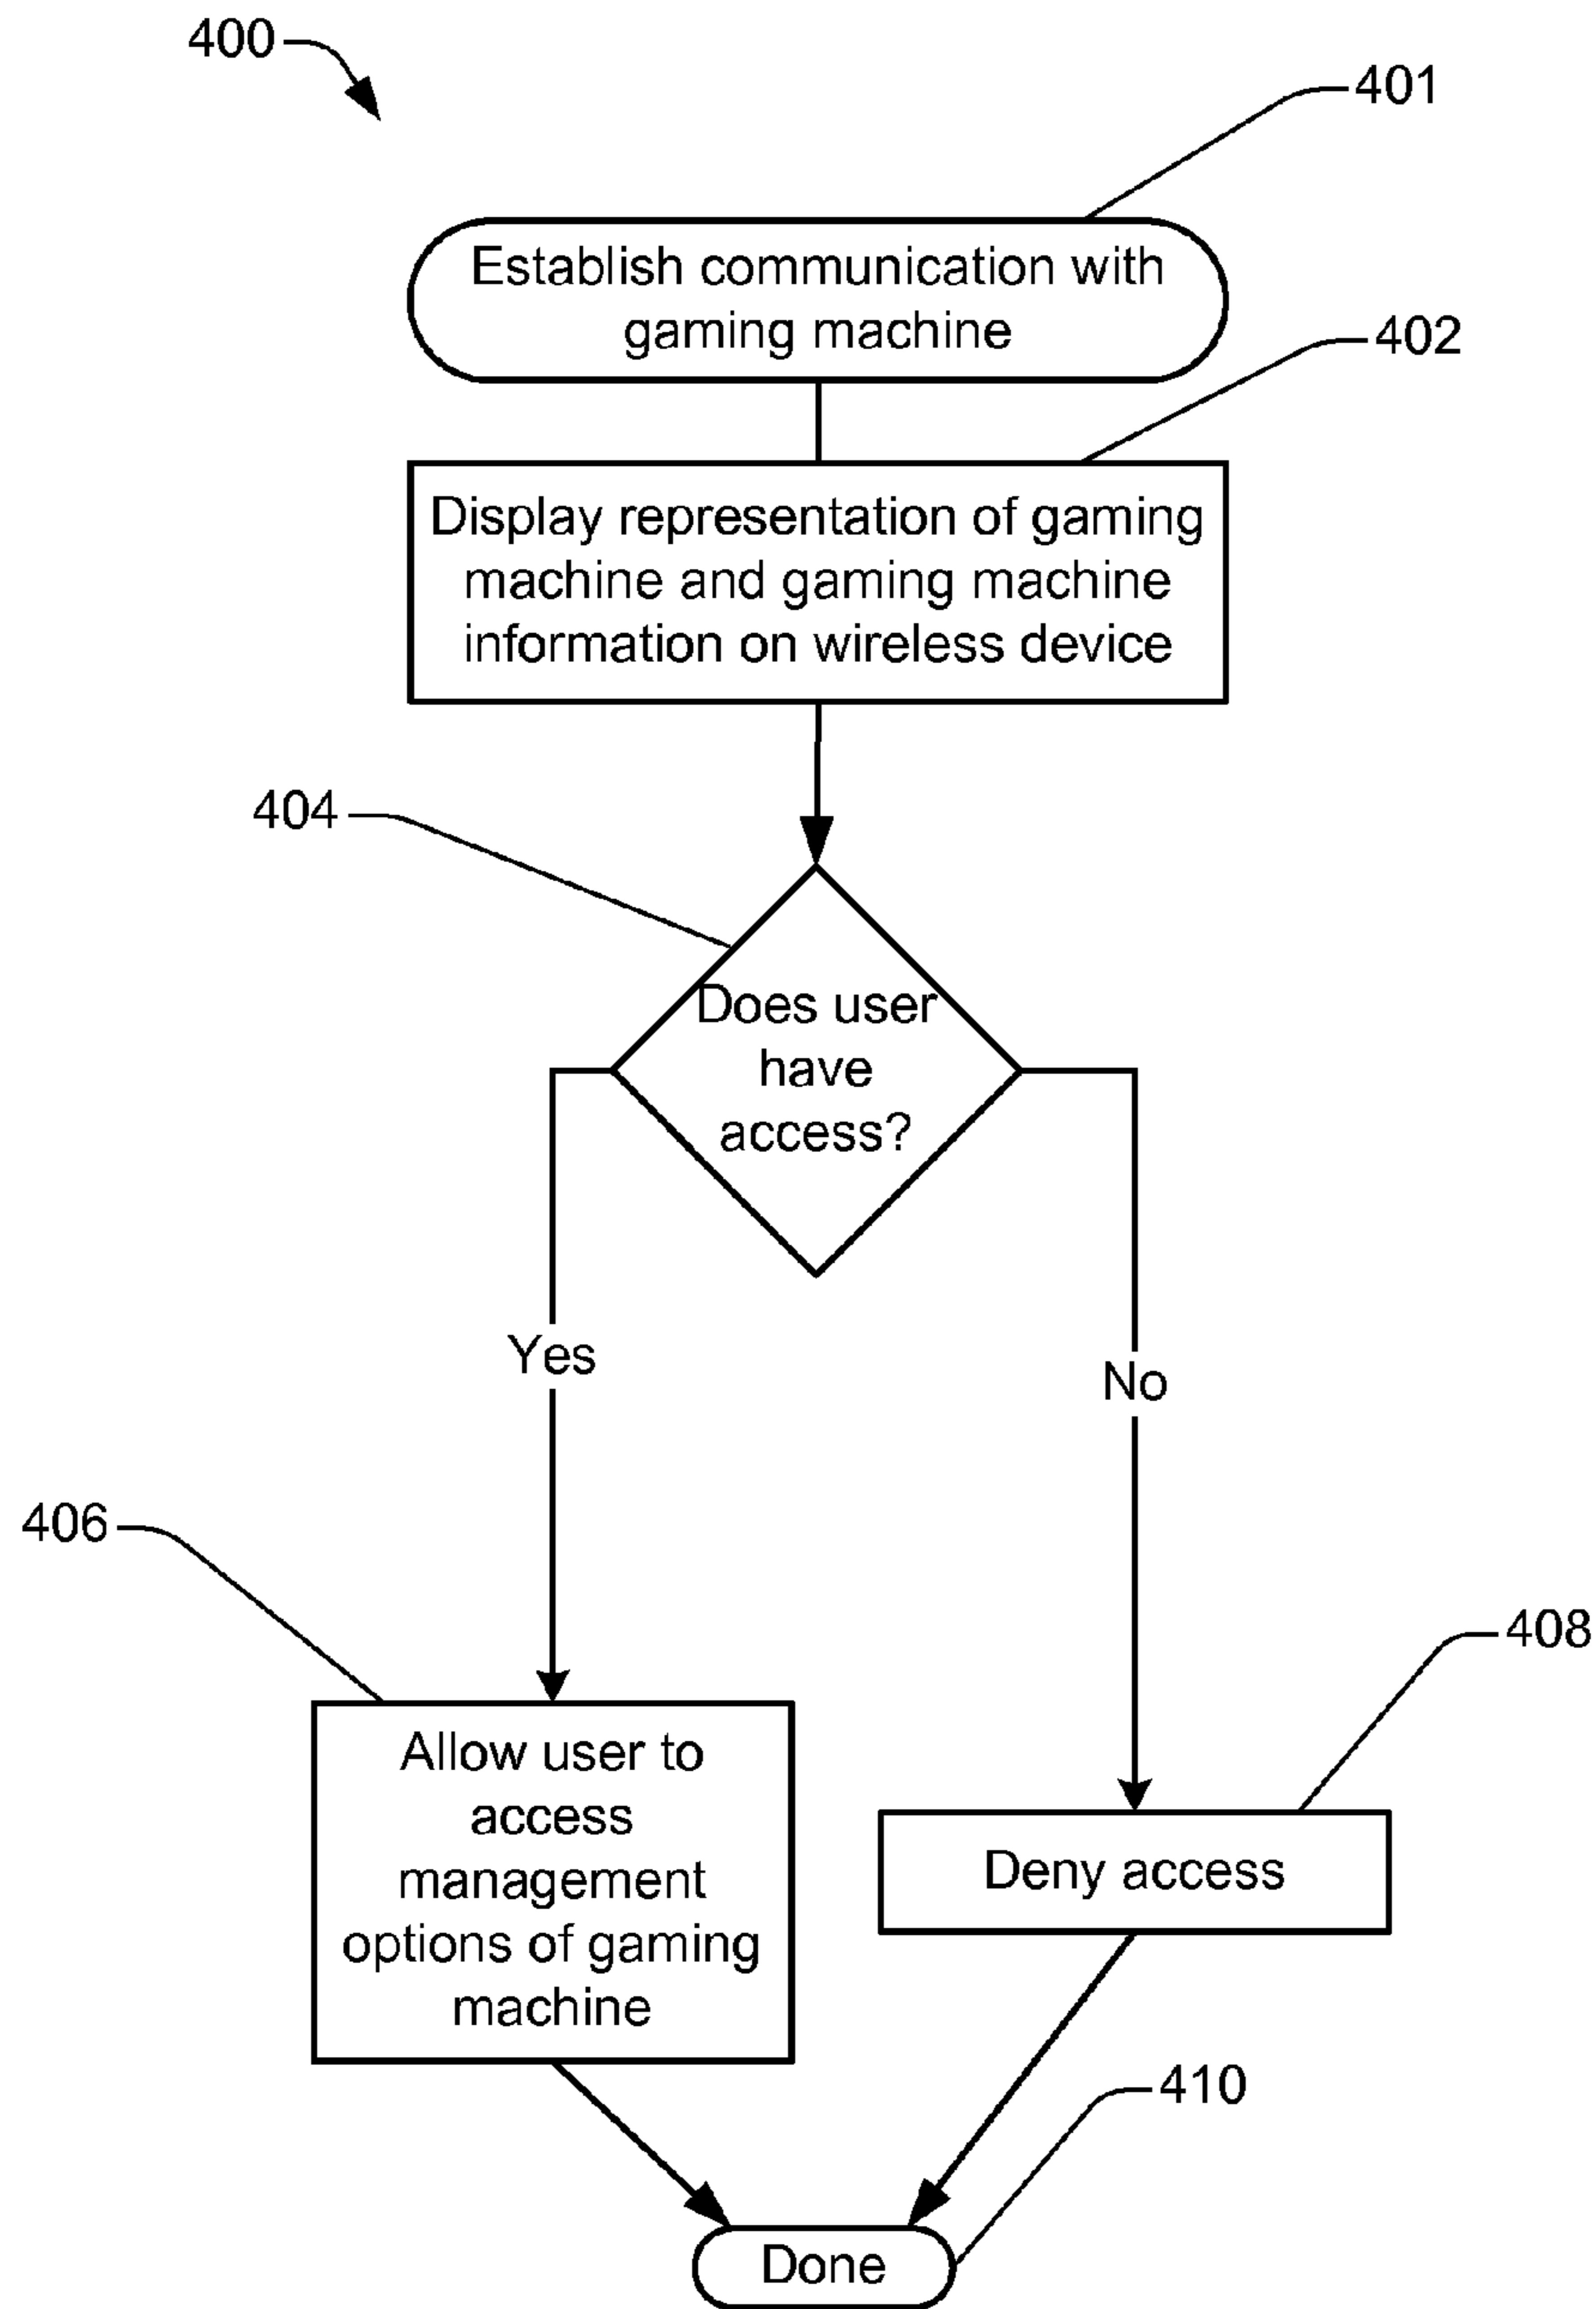 400
401
Establish communication with
gaming machine
402
Display representation of gaming
machine and gaming machine
information on wireless device
404
Does user
have
access?
Yes
No
406
408
Allow user to
access
management
options of gaming
machine
Deny access
410
Done